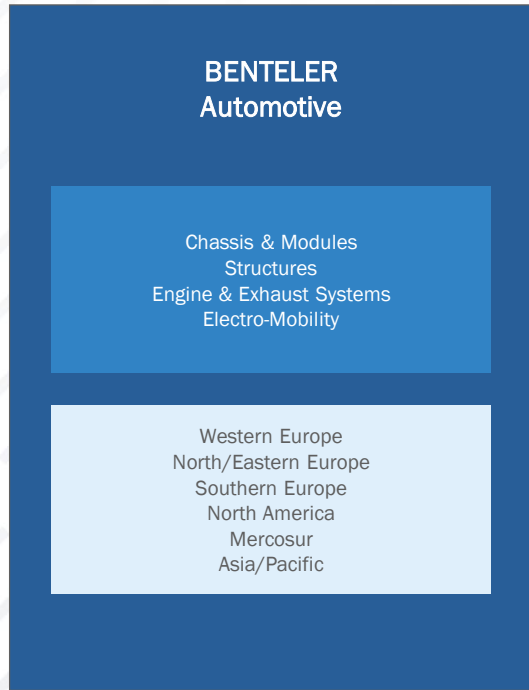 BENTELER
Automotive
Chassis & Modules
Structures
Engine & Exhaust Systems
Electro-Mobility
Western Europe
North/Eastern Europe
Southern Europe
North America
Mercosur
Asia/Pacific